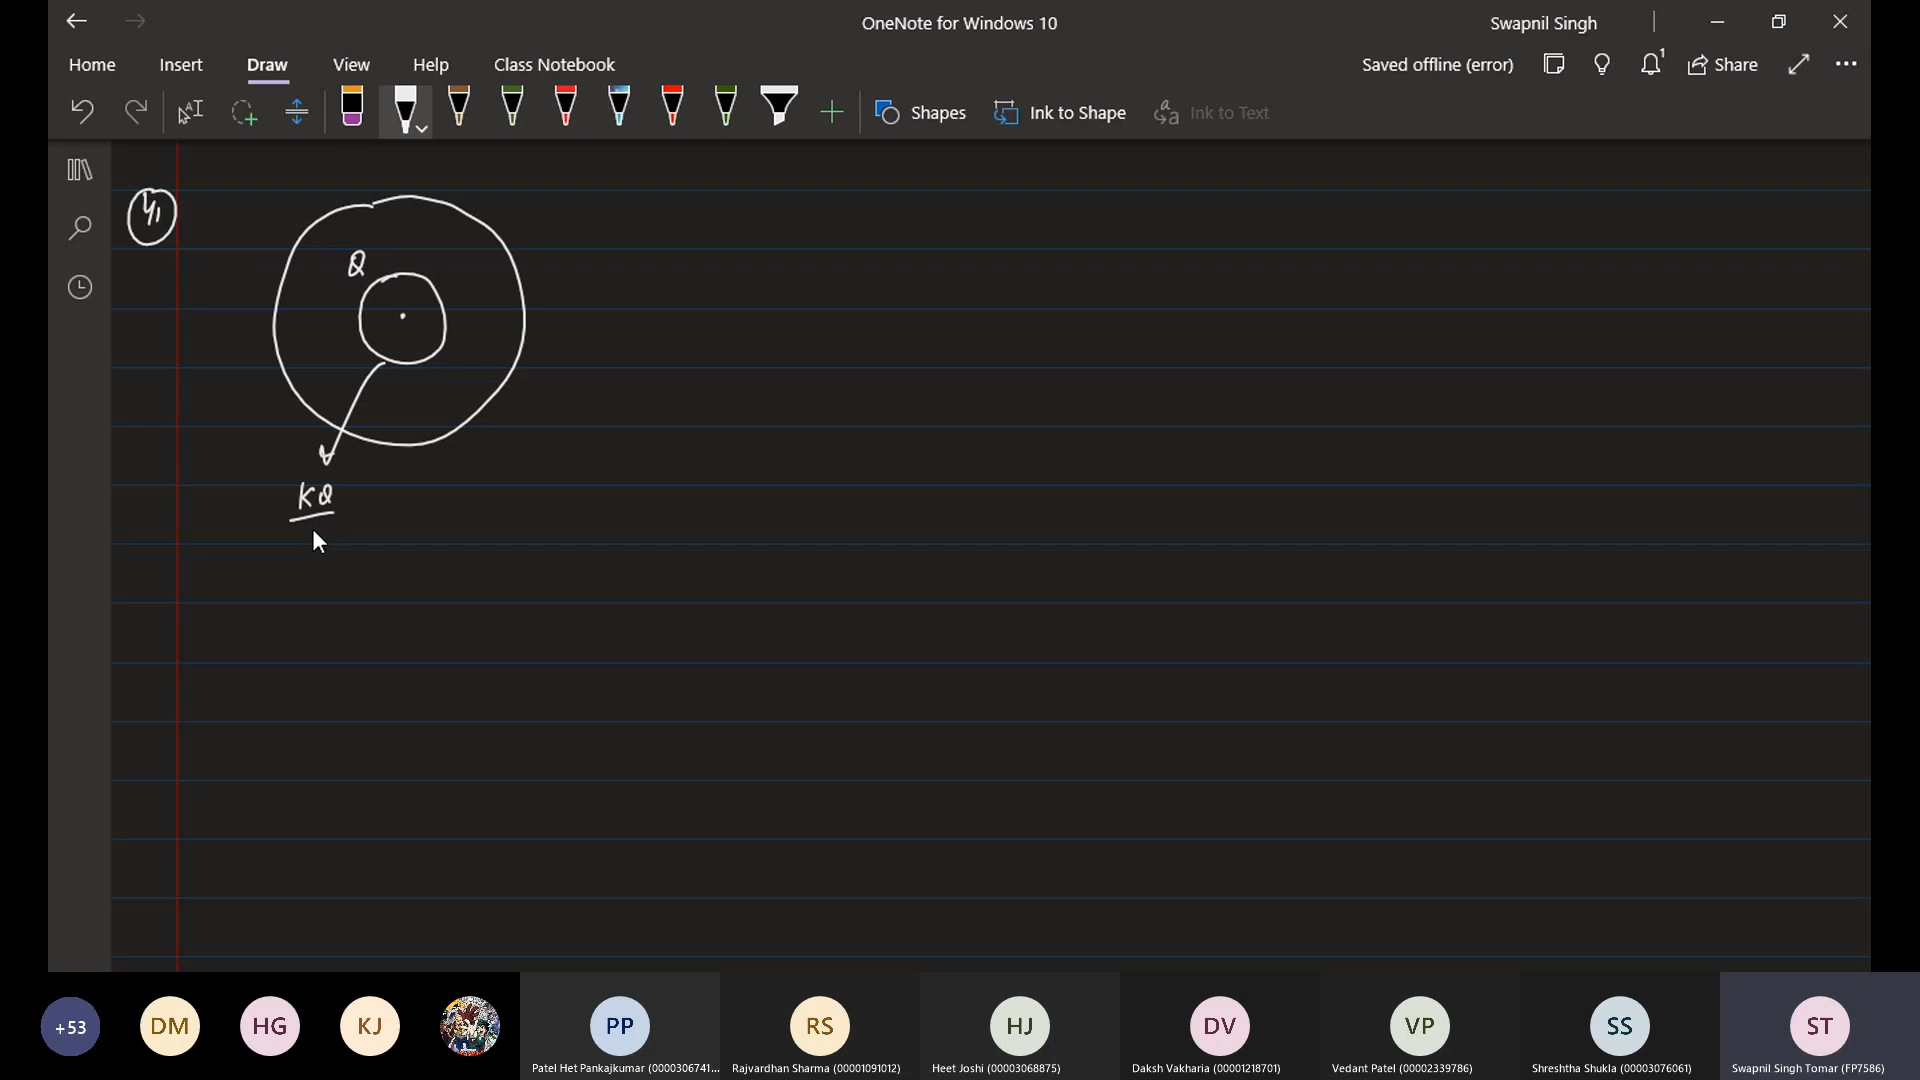 OneNote for Windows 10
Swapnil Singh
Home Insert Draw View Help Class Notebook
Saved offline (error) 1 Share
Shapes Ink to Shape Ink to Text
Q
KQ
+53 DM HG KJ PP RS HJ DV VP SS ST
Patel Het Pankajkumar (0000306741... Rajvardhan Sharma (00001091012) Heet Joshi (00003068875) Daksh Vakharia (00001218701) Vedant Patel (00002339786) Shreshtha Shukla (00003076061) Swapnil Singh Tomar (FP7586)